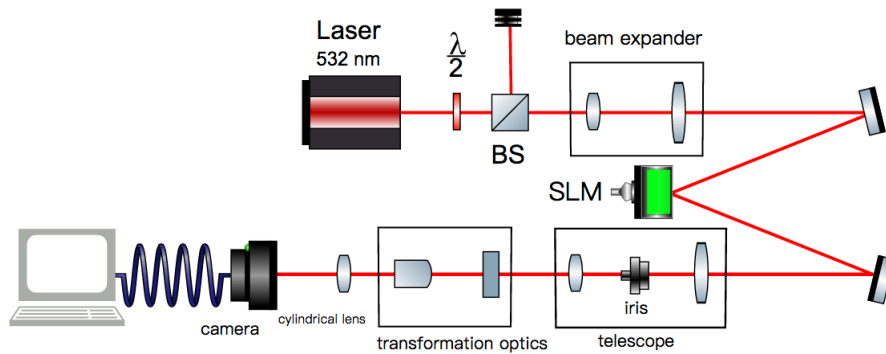 Laser
532 nm
λ
2
beam expander
BS
SLM
iris
camera
cylindrical lens
transformation optics
telescope